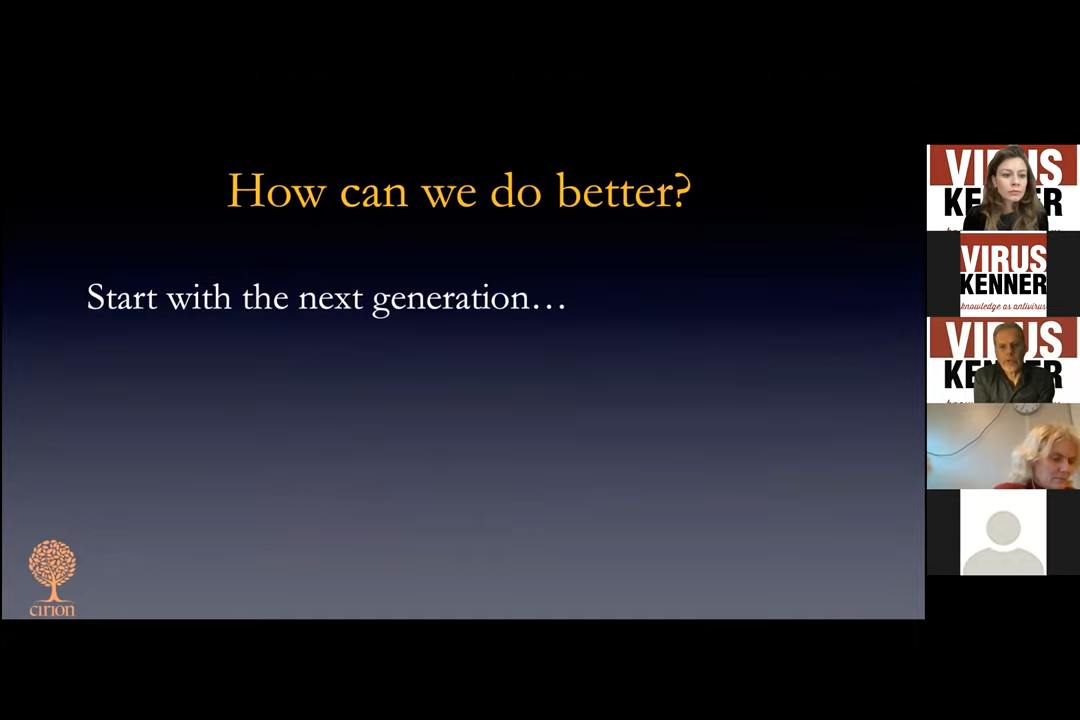 How can we do better?
Start with the next generation…
cirion
VIRUS
KENNER
VIRUS
KENNER
knowledge as antivirus
VIRUS
KENNER